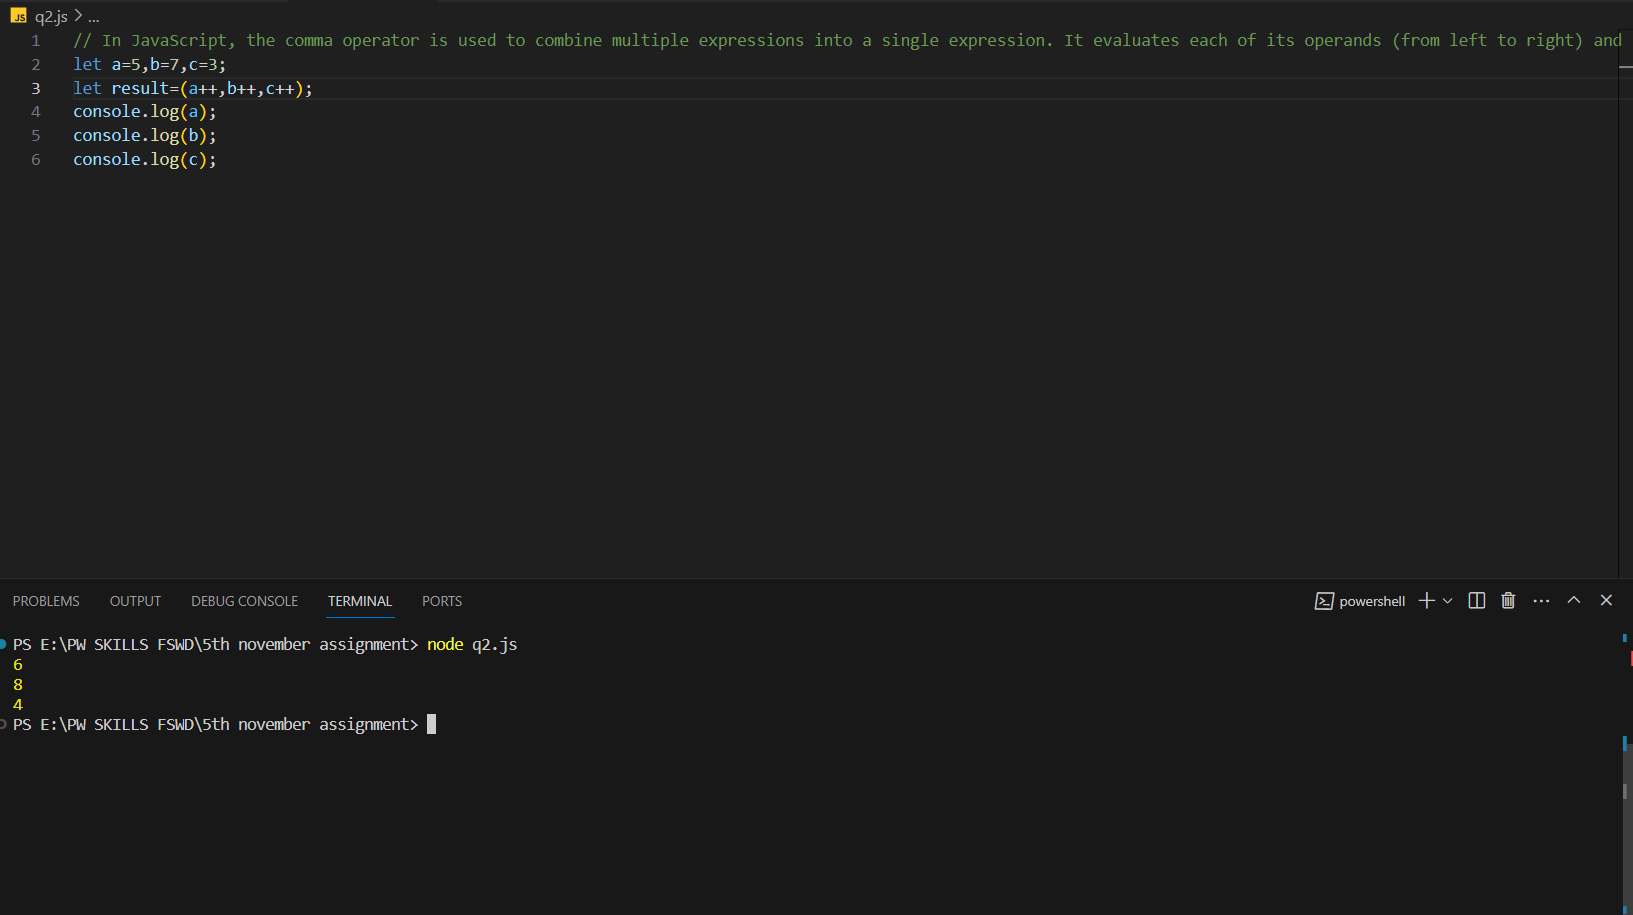 JS q2.js > ...
1 // In JavaScript, the comma operator is used to combine multiple expressions into a single expression. It evaluates each of its operands (from left to right) and
2 let a=5,b=7,c=3;
3 let result=(a++,b++,c++);
4 console.log(a);
5 console.log(b);
6 console.log(c);
PROBLEMS OUTPUT DEBUG CONSOLE TERMINAL PORTS powershell
PS E:\PW SKILLS FSWD\5th november assignment> node q2.js
6
8
4
PS E:\PW SKILLS FSWD\5th november assignment>